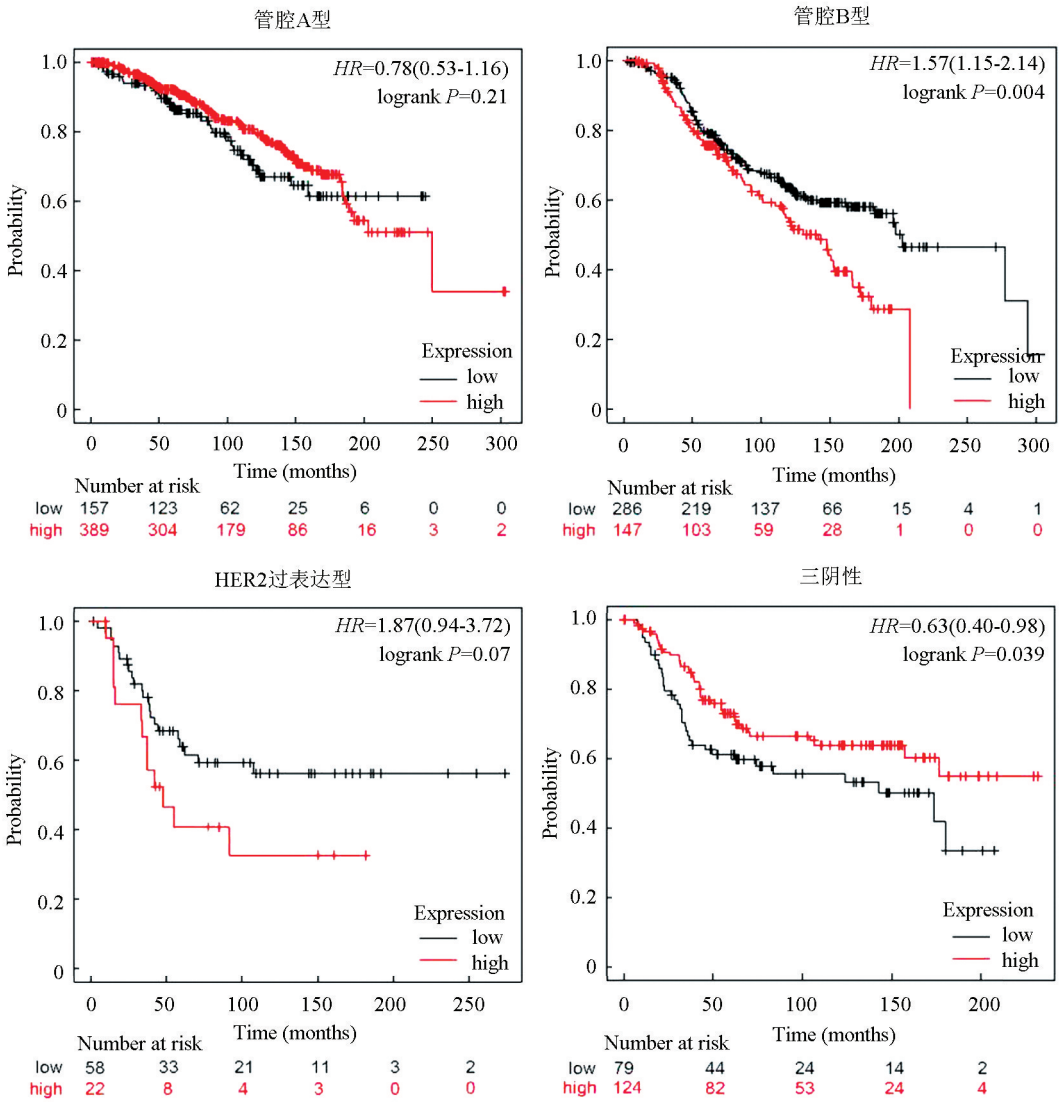 管腔A型
HR=0.78(0.53-1.16)
logrank P=0.21
Probability
1.0
0.8
0.6
0.4
0.2
0
Expression
low
high
0 50 100 150 200 250 300
Time (months)
Number at risk
low 157 123 62 25 6 0 0
high 389 304 179 86 16 3 2
管腔B型
HR=1.57(1.15-2.14)
logrank P=0.004
Probability
1.0
0.8
0.6
0.4
0.2
0
Expression
low
high
0 50 100 150 200 250 300
Time (months)
Number at risk
low 286 219 137 66 15 4 1
high 147 103 59 28 1 0 0
HER2过表达型
HR=1.87(0.94-3.72)
logrank P=0.07
Probability
1.0
0.8
0.6
0.4
0.2
0
Expression
low
high
0 50 100 150 200 250
Time (months)
Number at risk
low 58 33 21 11 3 2
high 22 8 4 3 0 0
三阴性
HR=0.63(0.40-0.98)
logrank P=0.039
Probability
1.0
0.8
0.6
0.4
0.2
0
Expression
low
high
0 50 100 150 200
Time (months)
Number at risk
low 79 44 24 14 2
high 124 82 53 24 4